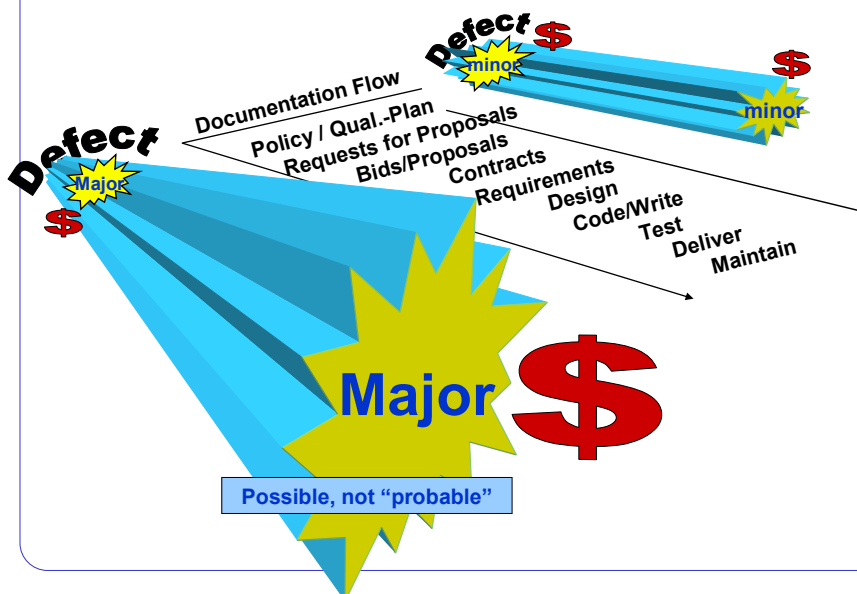 Defect
minor
$
$
minor
Documentation Flow
Policy / Qual.-Plan
Requests for Proposals
Bids/Proposals
Contracts
Requirements
Design
Code/Write
Test
Deliver
Maintain
Defect
Major
$
Major
$
Possible, not “probable”